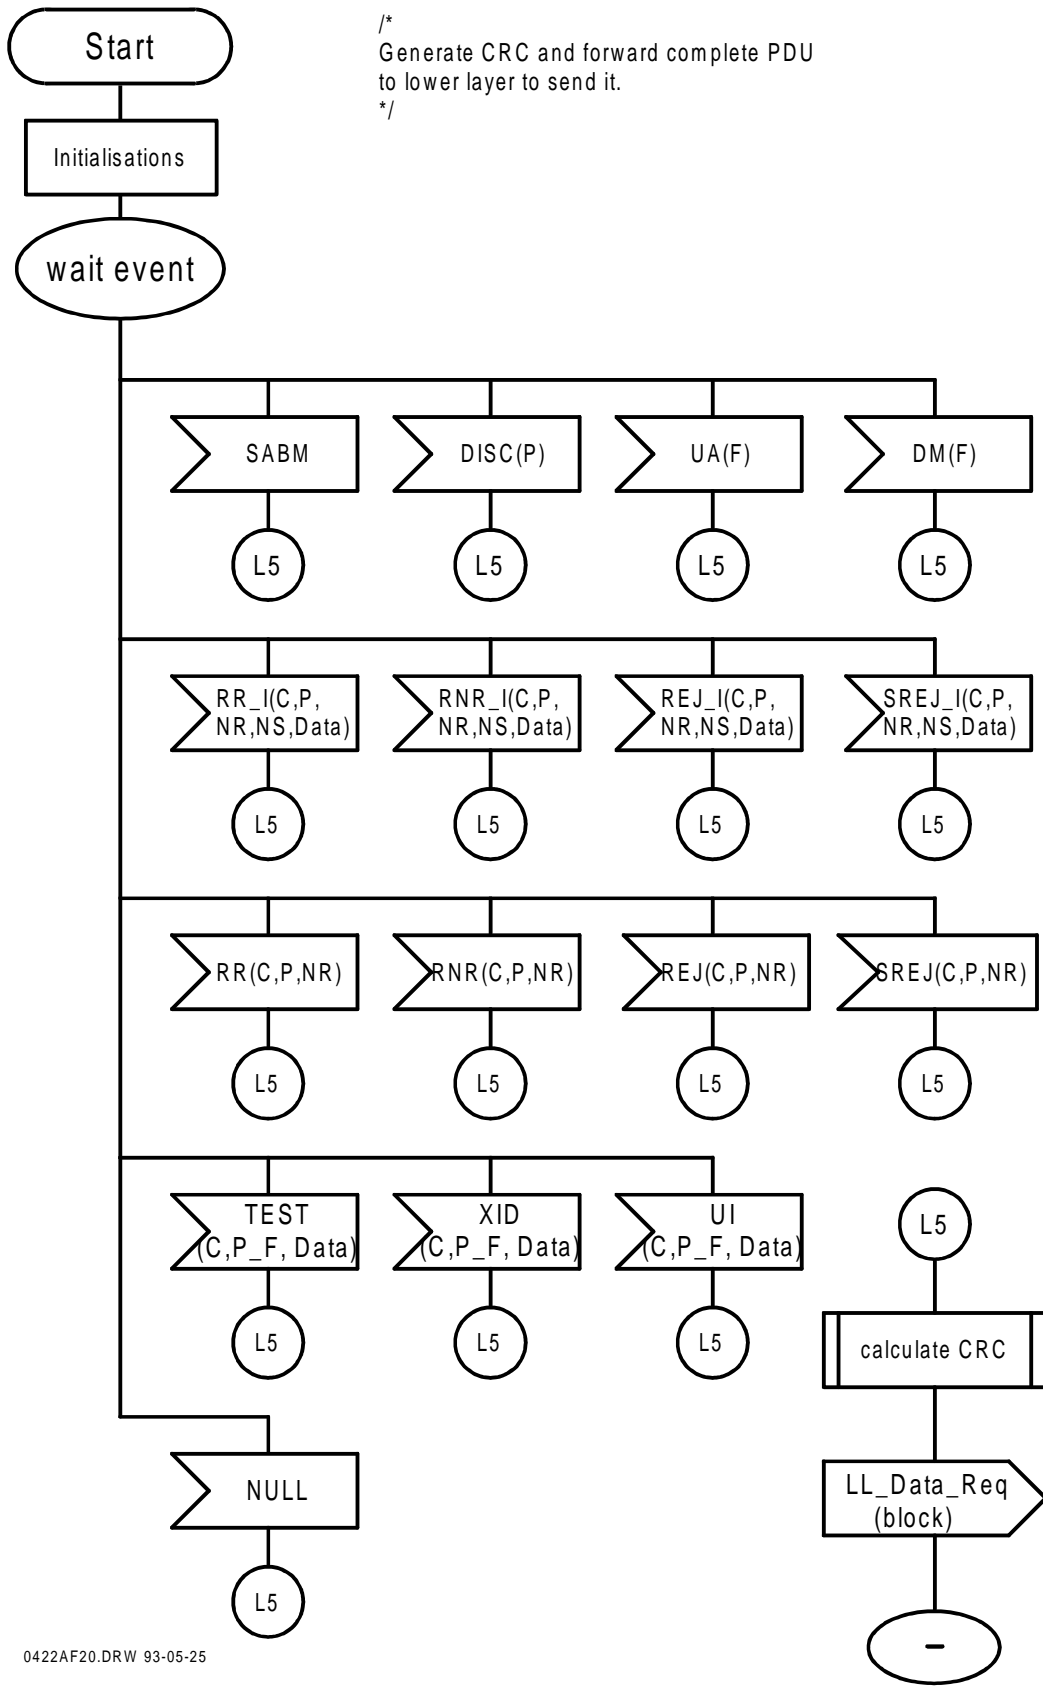 Start
/*
Generate CRC and forward complete PDU
to lower layer to send it.
*/
Initialisations
wait event
SABM
DISC(P)
UA(F)
DM(F)
L5
L5
L5
L5
RR_I(C,P,
NR,NS,Data)
RNR_I(C,P,
NR,NS,Data)
REJ_I(C,P,
NR,NS,Data)
SREJ_I(C,P,
NR,NS,Data)
L5
L5
L5
L5
RR(C,P,NR)
RNR(C,P,NR)
REJ(C,P,NR)
SREJ(C,P,NR)
L5
L5
L5
L5
TEST
(C,P_F, Data)
XID
(C,P_F, Data)
UI
(C,P_F, Data)
L5
L5
L5
L5
calculate CRC
LL_Data_Req
(block)
–
NULL
L5
0422AF20.DRW 93-05-25